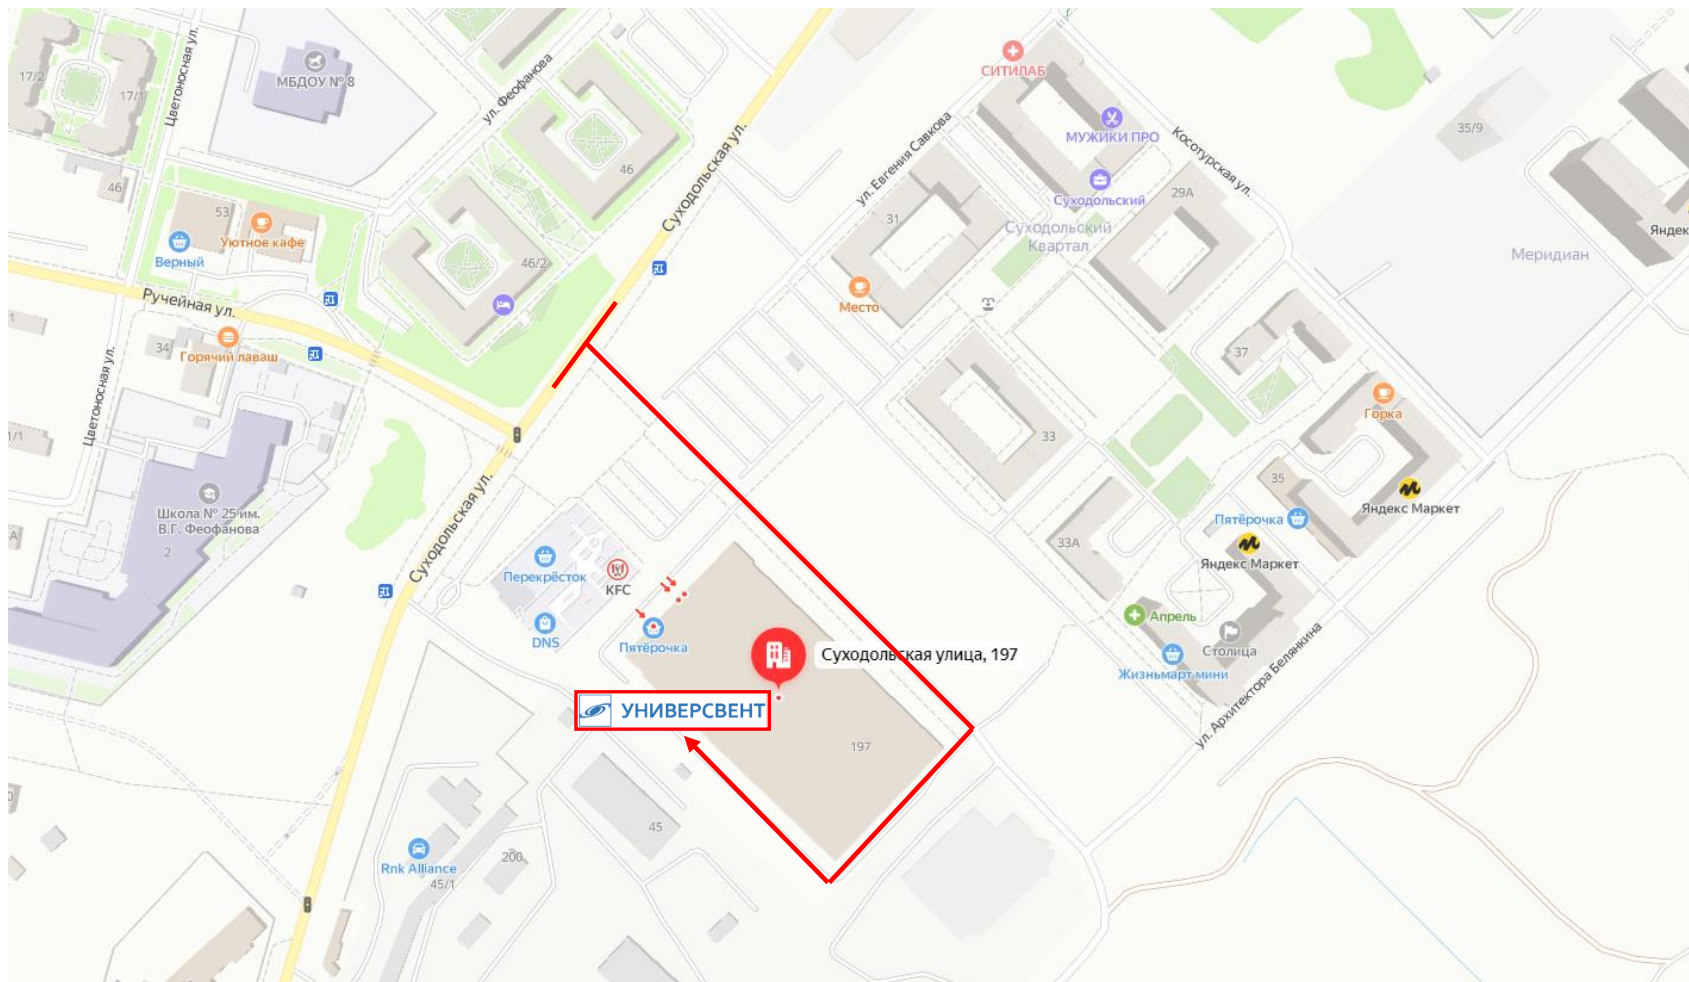 17/2
17/1
Цветоносная ул.
МБДОУ № 8
ул. Феофанова
46
46
53
Уютное кафе
Верный
46/2
Суходольская ул.
Ручейная ул.
34
Горячий лаваш
Цветоносная ул.
1/1
Школа № 25 им.
В.Г. Феофанова
2
Суходольская ул.
СИТИЛАБ
МУЖИКИ ПРО
ул. Евгения Савкова
Косотурская ул.
35/9
Суходольский
29А
31
Суходольский
Квартал
Яндек
Меридиан
Место
37
Горка
33
35
Яндекс Маркет
Пятёрочка
33А
Яндекс Маркет
Перекрёсток
KFC
DNS
Пятёрочка
Апрель
Столица
Жизньмарт мини
ул. Архитектора Белянкина
Суходольская улица, 197
УНИВЕРСВЕНТ
197
45
200
Rnk Alliance
45/1